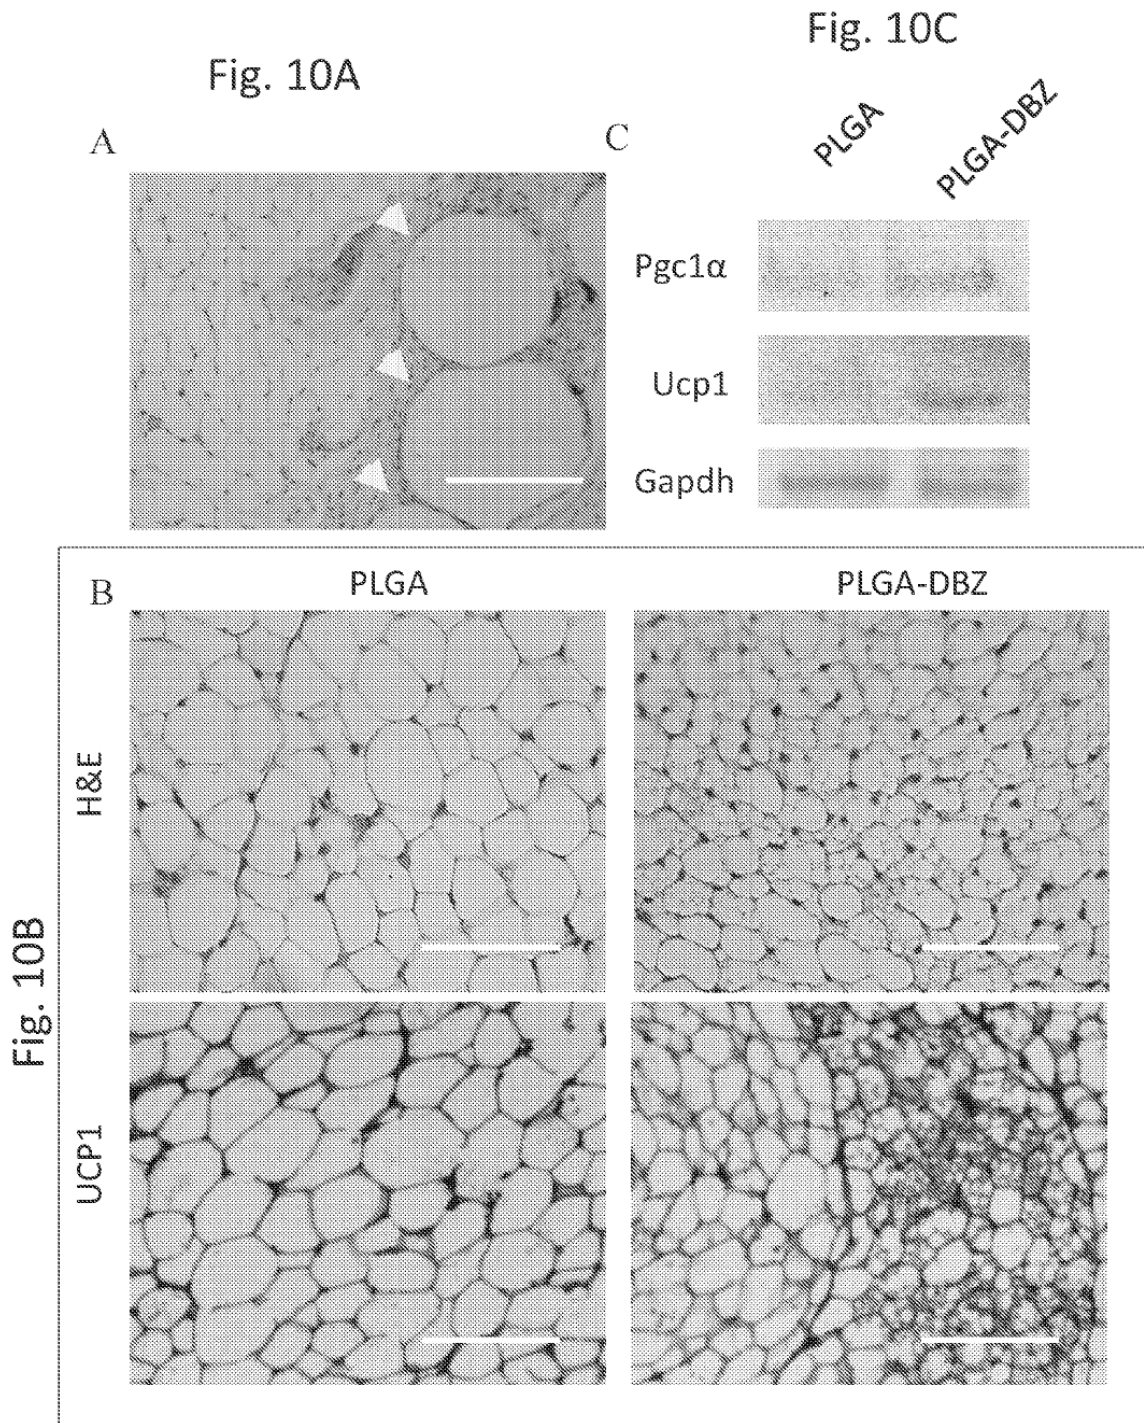 Fig. 10A
Fig. 10C
A
C
PLGA
PLGA-DBZ
Pgc1α
Ucp1
Gapdh
Fig. 10B
B
PLGA
PLGA-DBZ
H&E
UCP1